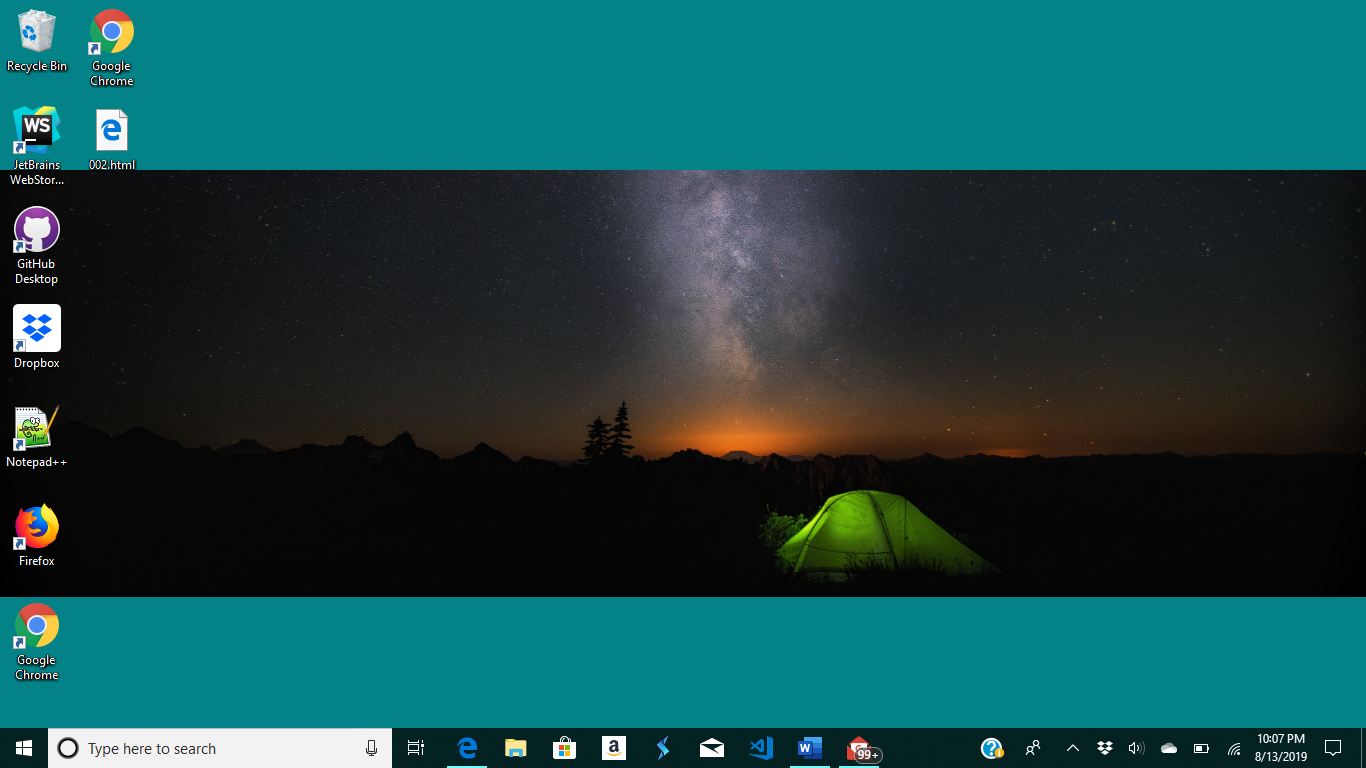 Recycle Bin
Google
Chrome
WS
JetBrains
WebStor...
002.html
GitHub
Desktop
Dropbox
Notepad++
Firefox
Google
Chrome
Type here to search
a
W
99+
10:07 PM
8/13/2019